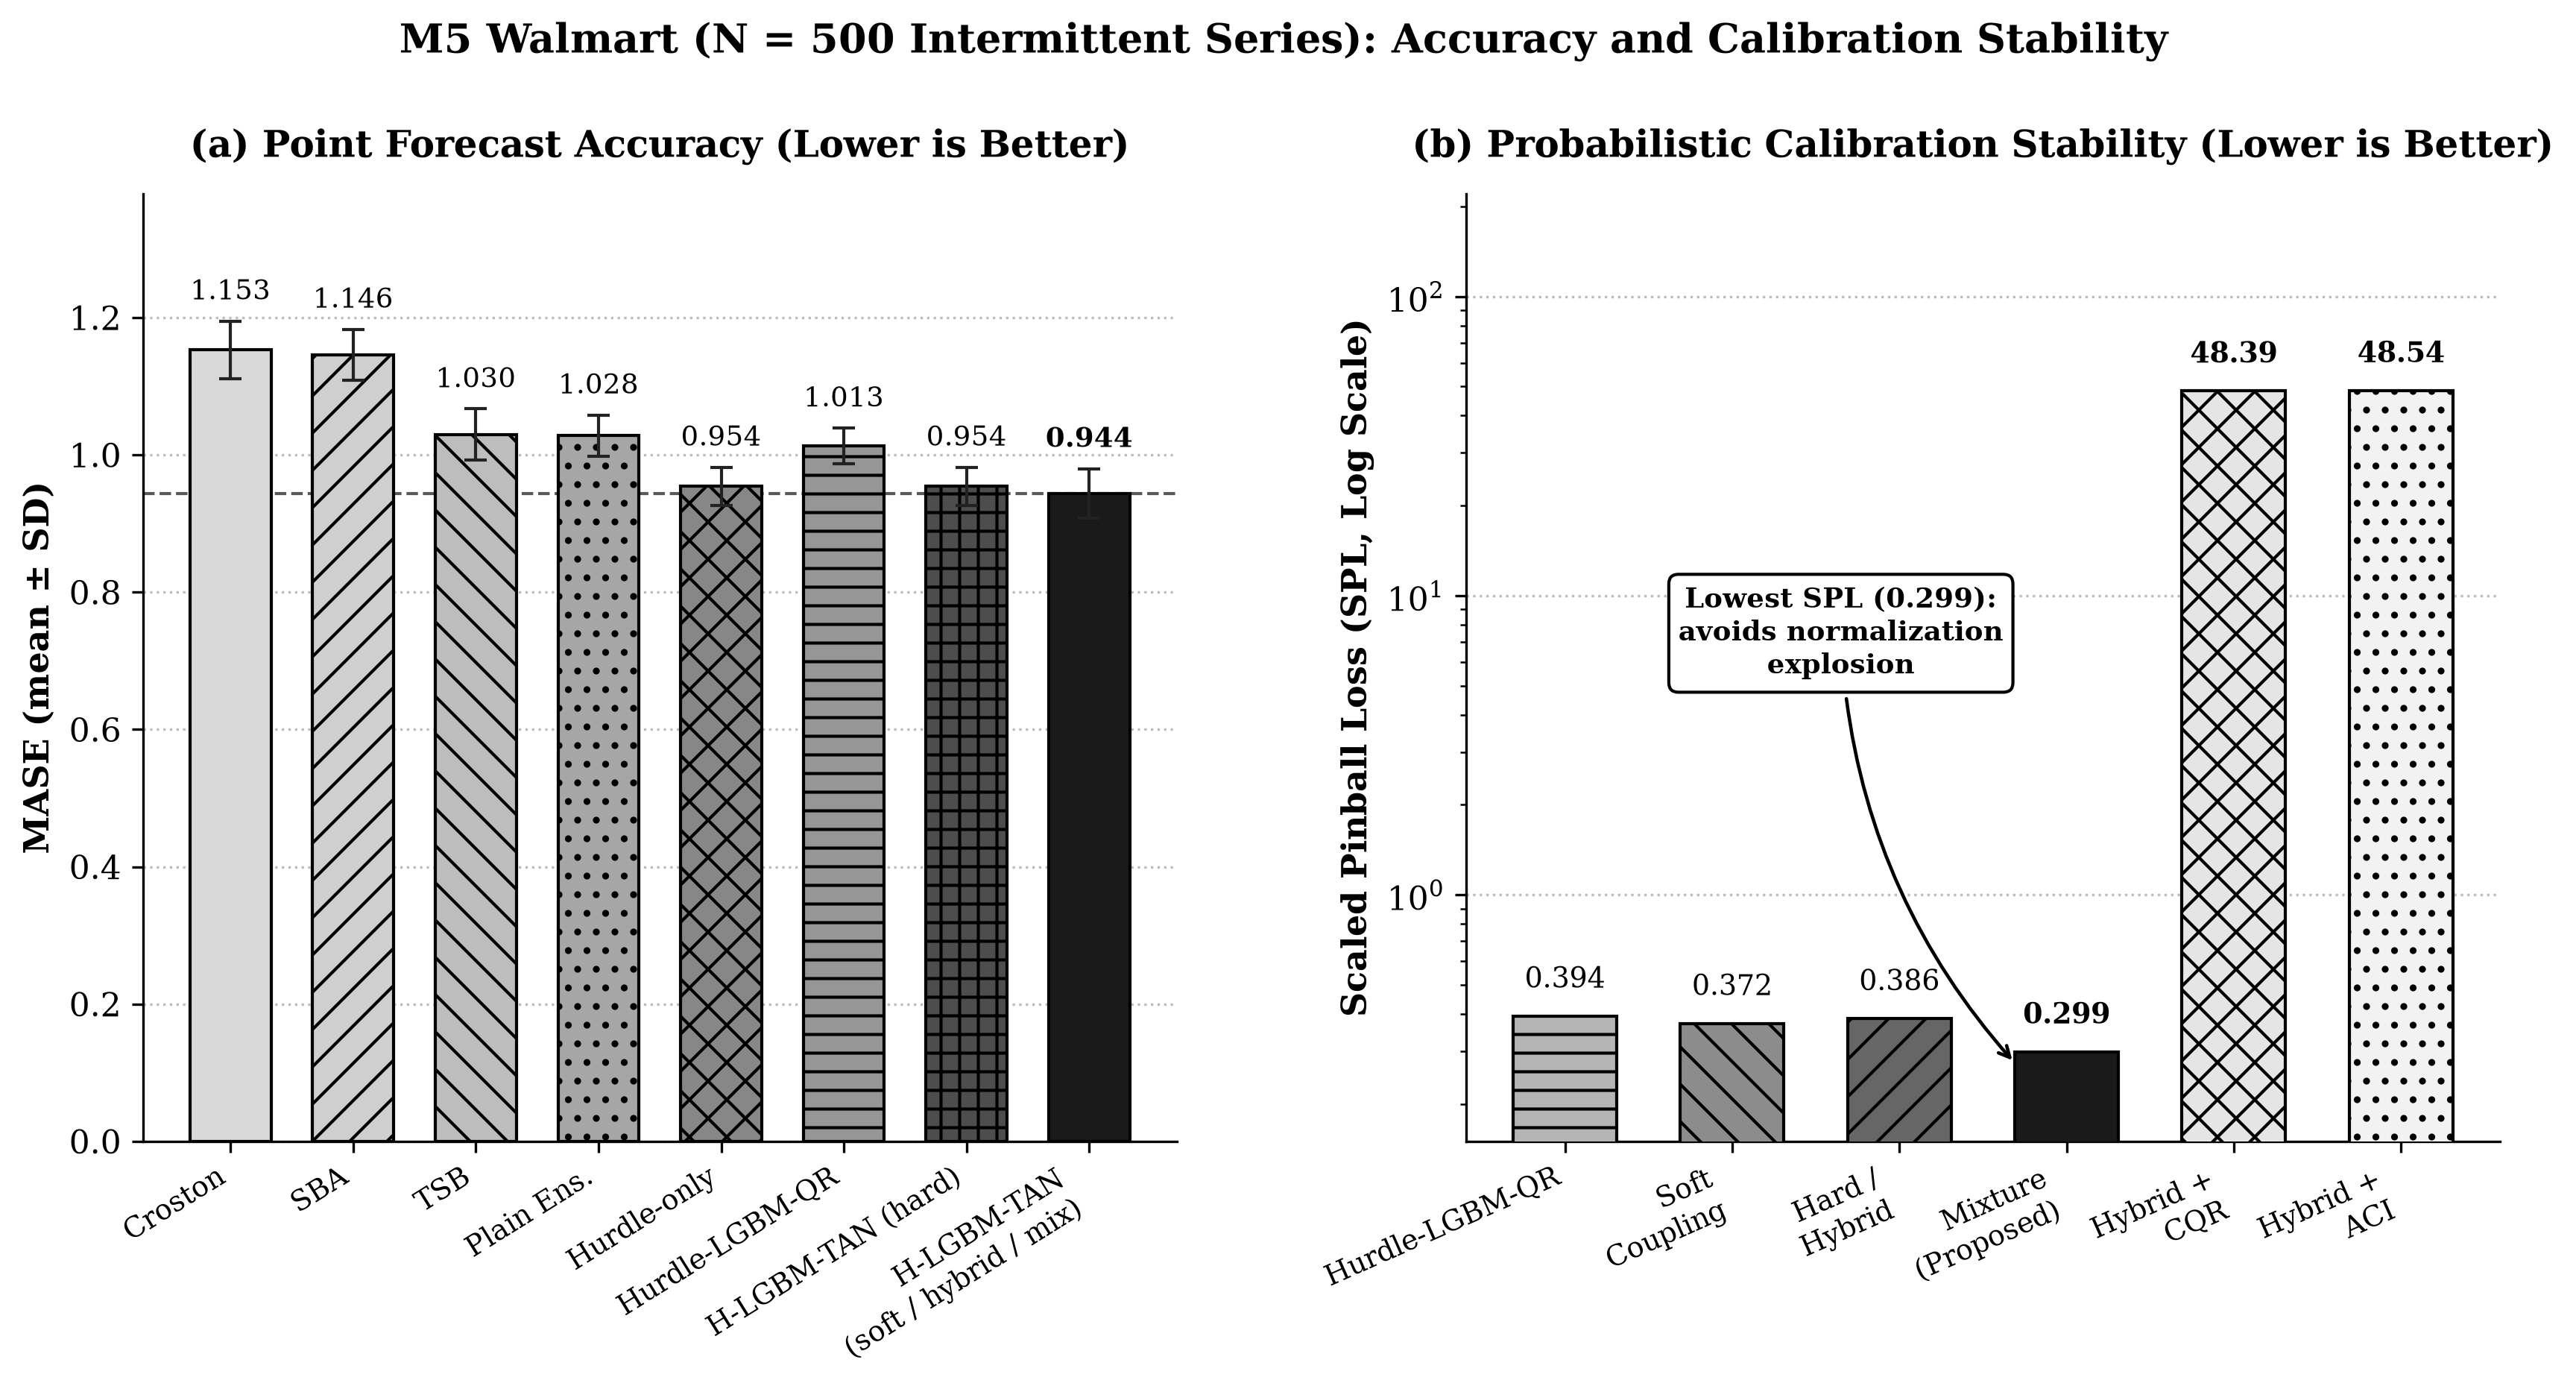 M5 Walmart (N = 500 Intermittent Series): Accuracy and Calibration Stability
(a) Point Forecast Accuracy (Lower is Better)
MASE (mean ± SD)
1.2
1.0
0.8
0.6
0.4
0.2
0.0
1.153
1.146
1.030
1.028
0.954
1.013
0.954
0.944
Croston
SBA
TSB
Plain Ens.
Hurdle-only
Hurdle-LGBM-QR
H-LGBM-TAN (hard)
H-LGBM-TAN
(soft / hybrid / mix)
(b) Probabilistic Calibration Stability (Lower is Better)
Scaled Pinball Loss (SPL, Log Scale)
10²
10¹
10⁰
0.394
0.372
0.386
0.299
48.39
48.54
Lowest SPL (0.299):
avoids normalization
explosion
Hurdle-LGBM-QR
Soft
Coupling
Hard /
Hybrid
Mixture
(Proposed)
Hybrid +
CQR
Hybrid +
ACI